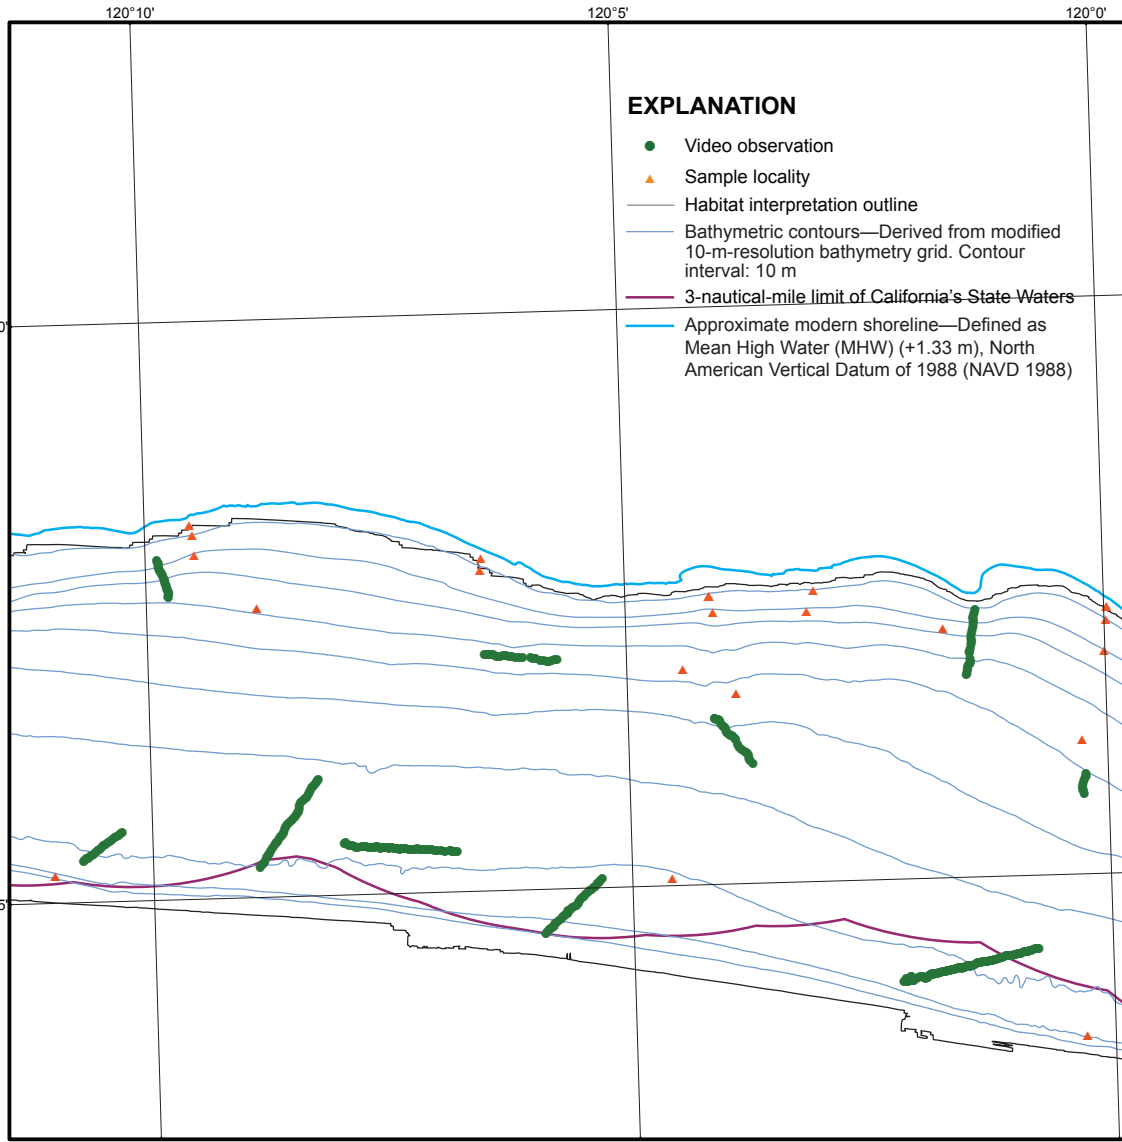 120°10'
120°5'
120°0'
EXPLANATION
Video observation
Sample locality
Habitat interpretation outline
Bathymetric contours—Derived from modified
10-m-resolution bathymetry grid. Contour
interval: 10 m
3-nautical-mile limit of California's State Waters
Approximate modern shoreline—Defined as
Mean High Water (MHW) (+1.33 m), North
American Vertical Datum of 1988 (NAVD 1988)
0'
5'